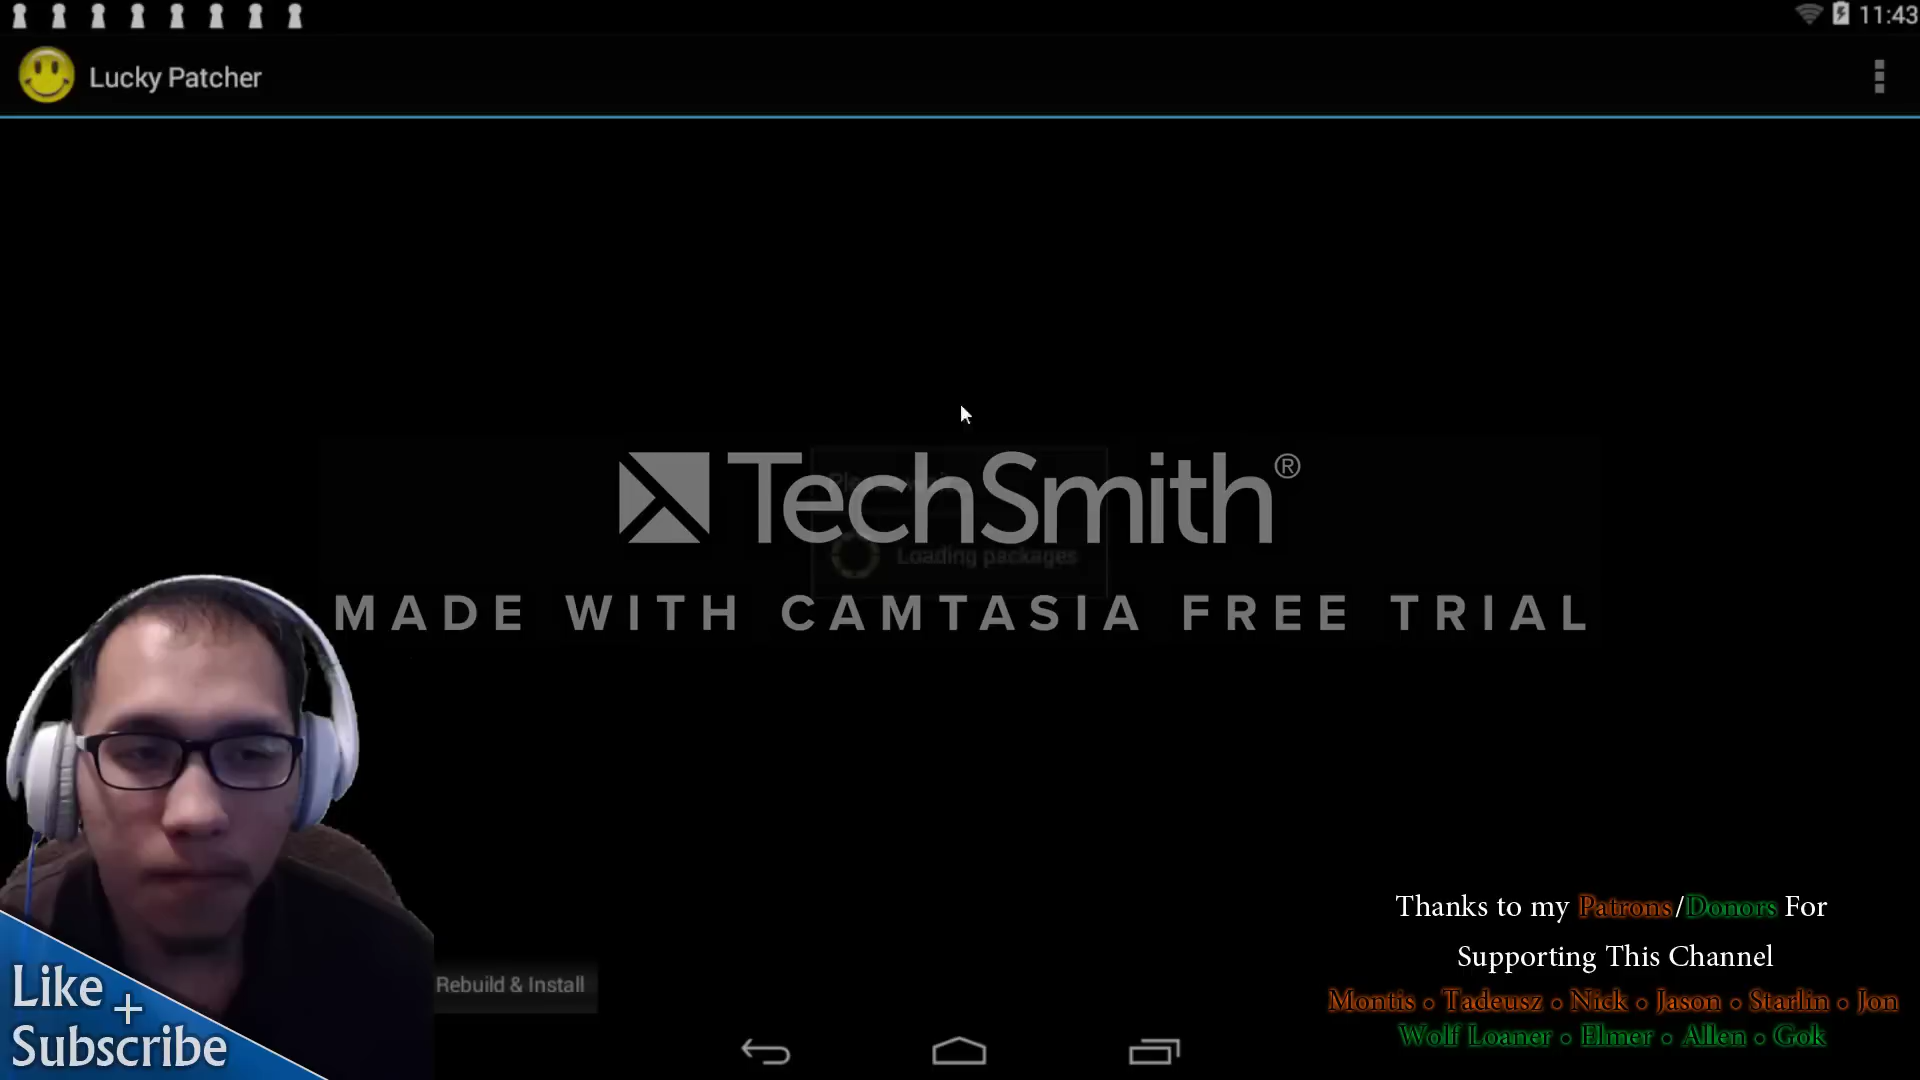 11:43
Lucky Patcher
TechSmith®
Loading packages
MADE WITH CAMTASIA FREE TRIAL
Rebuild & Install
Like +
Subscribe
Thanks to my Patrons/Donors For
Supporting This Channel
Montis • Tadeusz • Nick • Jason • Starlin • Jon
Wolf Loaner • Elmer • Allen • Gok